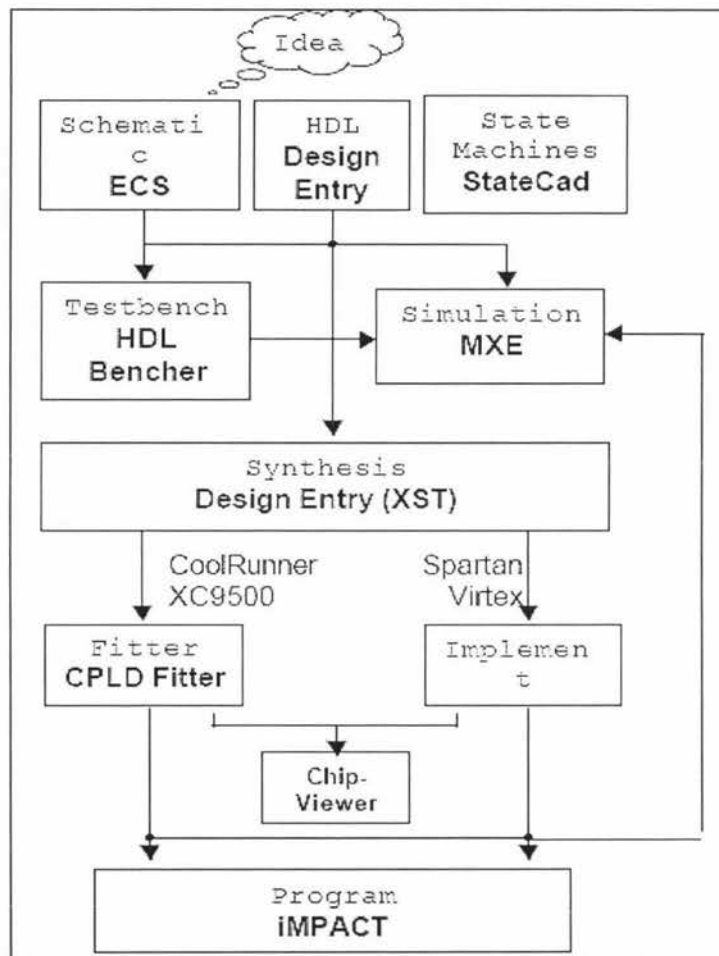 Idea
Schemati
c
ECS
HDL
Design
Entry
State
Machines
StateCad
Testbench
HDL
Bencher
Simulation
MXE
Synthesis
Design Entry (XST)
CoolRunner
XC9500
Spartan
Virtex
Fitter
CPLD Fitter
Implemen
t
Chip-
Viewer
Program
iMPACT